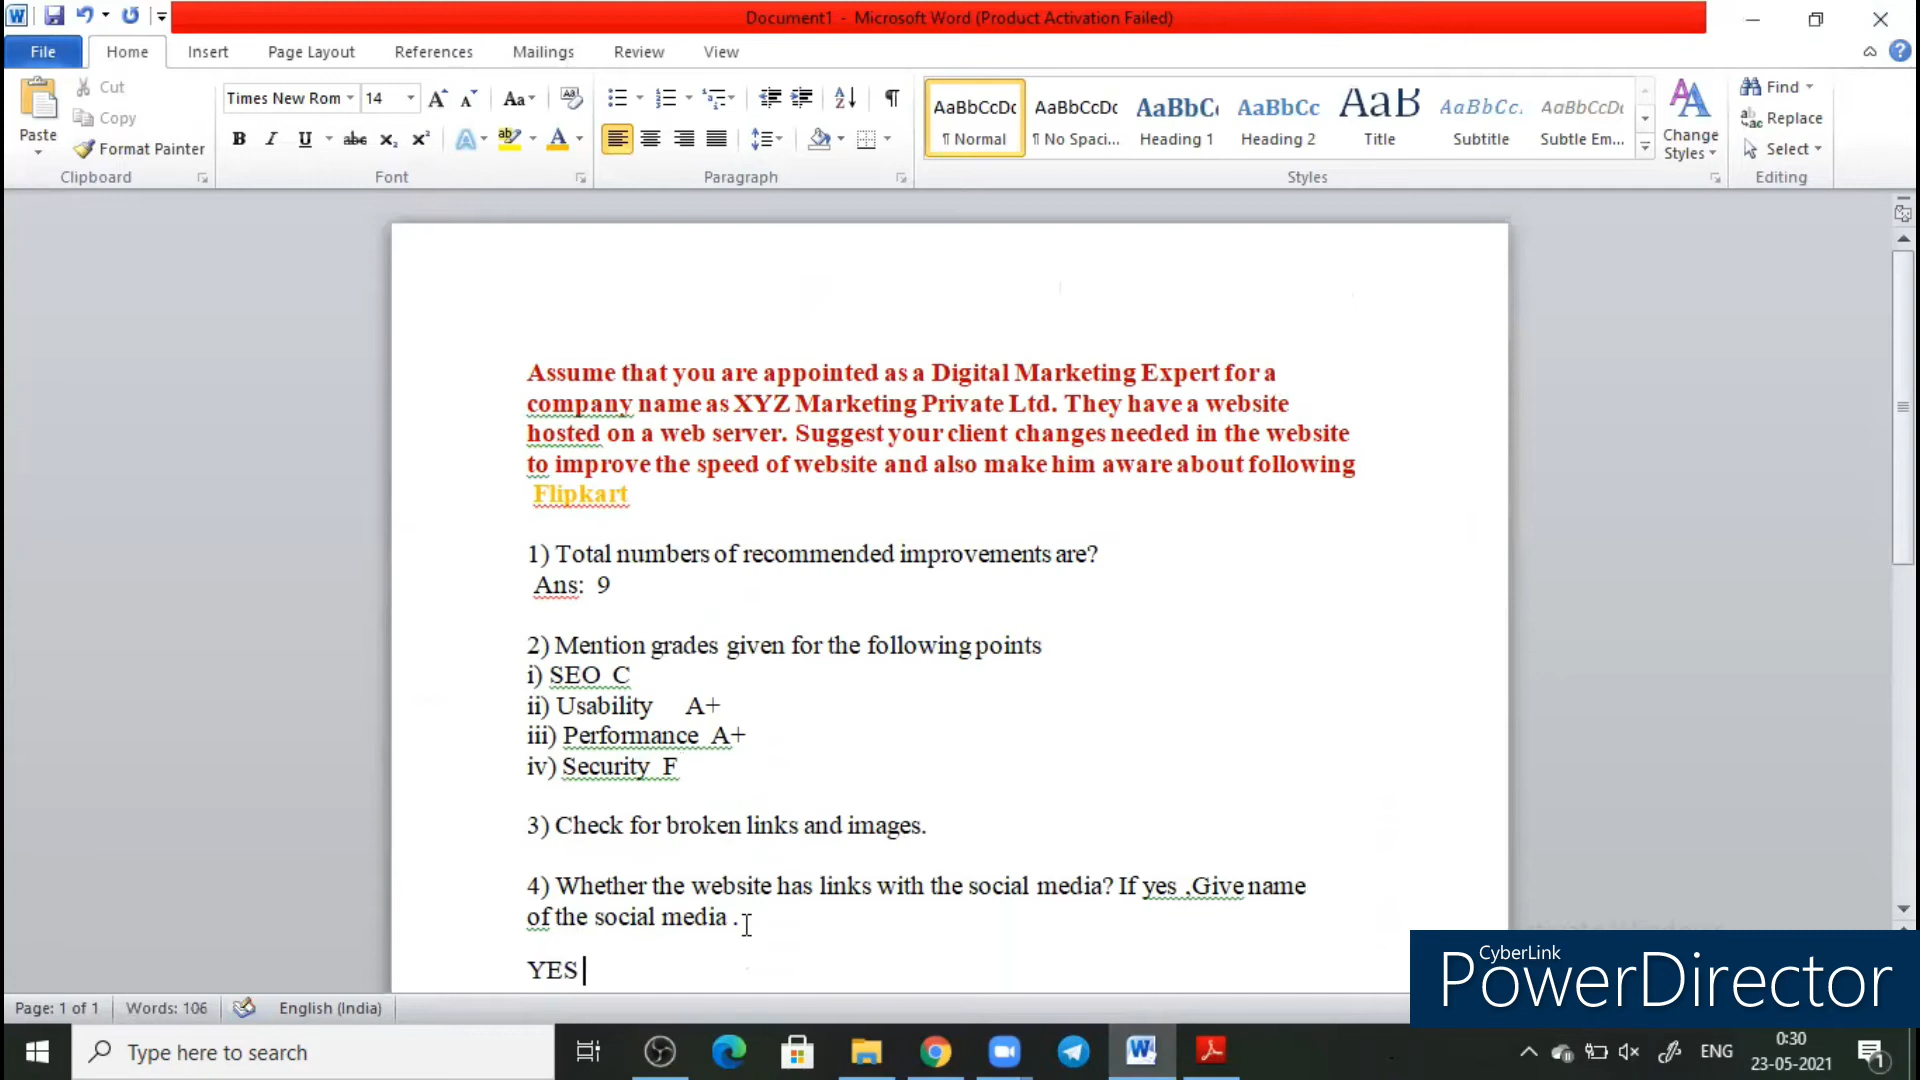 Document1 - Microsoft Word (Product Activation Failed)
File Home Insert Page Layout References Mailings Review View
Paste
Cut
Copy
Format Painter
Clipboard
Times New Rom 14
Font
Paragraph
AaBbCcDc AaBbCcDc AaBbC AaBbCc AaB AaBbCc. AaBbCcDc
¶ Normal ¶ No Spaci... Heading 1 Heading 2 Title Subtitle Subtle Em...
Styles
Change Styles
Find
Replace
Select
Editing
Assume that you are appointed as a Digital Marketing Expert for a
company name as XYZ Marketing Private Ltd. They have a website
hosted on a web server. Suggest your client changes needed in the website
to improve the speed of website and also make him aware about following
Flipkart
1) Total numbers of recommended improvements are?
Ans: 9
2) Mention grades given for the following points
i) SEO C
ii) Usability A+
iii) Performance A+
iv) Security F
3) Check for broken links and images.
4) Whether the website has links with the social media? If yes ,Give name
of the social media .
YES
CyberLink
PowerDirector
Page: 1 of 1 Words: 106 English (India)
Type here to search
ENG
0:30
23-05-2021
1